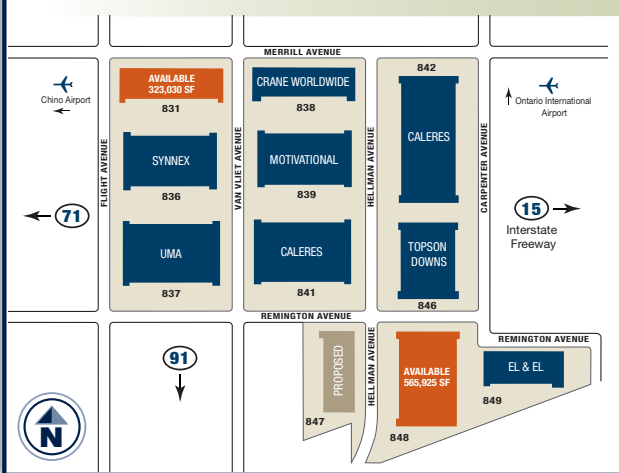 MERRILL AVENUE
842
AVAILABLE
323,030 SF
831
CRANE WORLDWIDE
838
CALERES
Chino Airport
Ontario International
Airport
FLIGHT AVENUE
SYNNEX
836
VAN VLIET AVENUE
MOTIVATIONAL
839
HELLMAN AVENUE
CARPENTER AVENUE
71
15
Interstate
Freeway
UMA
837
CALERES
841
TOPSON
DOWNS
846
REMINGTON AVENUE
REMINGTON AVENUE
91
PROPOSED
847
HELLMAN AVENUE
AVAILABLE
565,925 SF
848
EL & EL
849
N